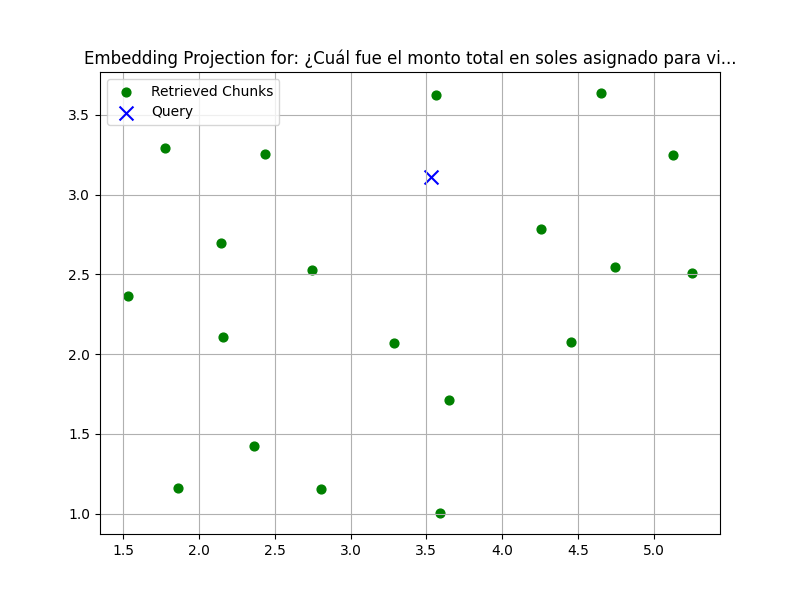 Embedding Projection for: ¿Cuál fue el monto total en soles asignado para vi...
Retrieved Chunks
Query
3.5
3.0
2.5
2.0
1.5
1.0
1.5 2.0 2.5 3.0 3.5 4.0 4.5 5.0